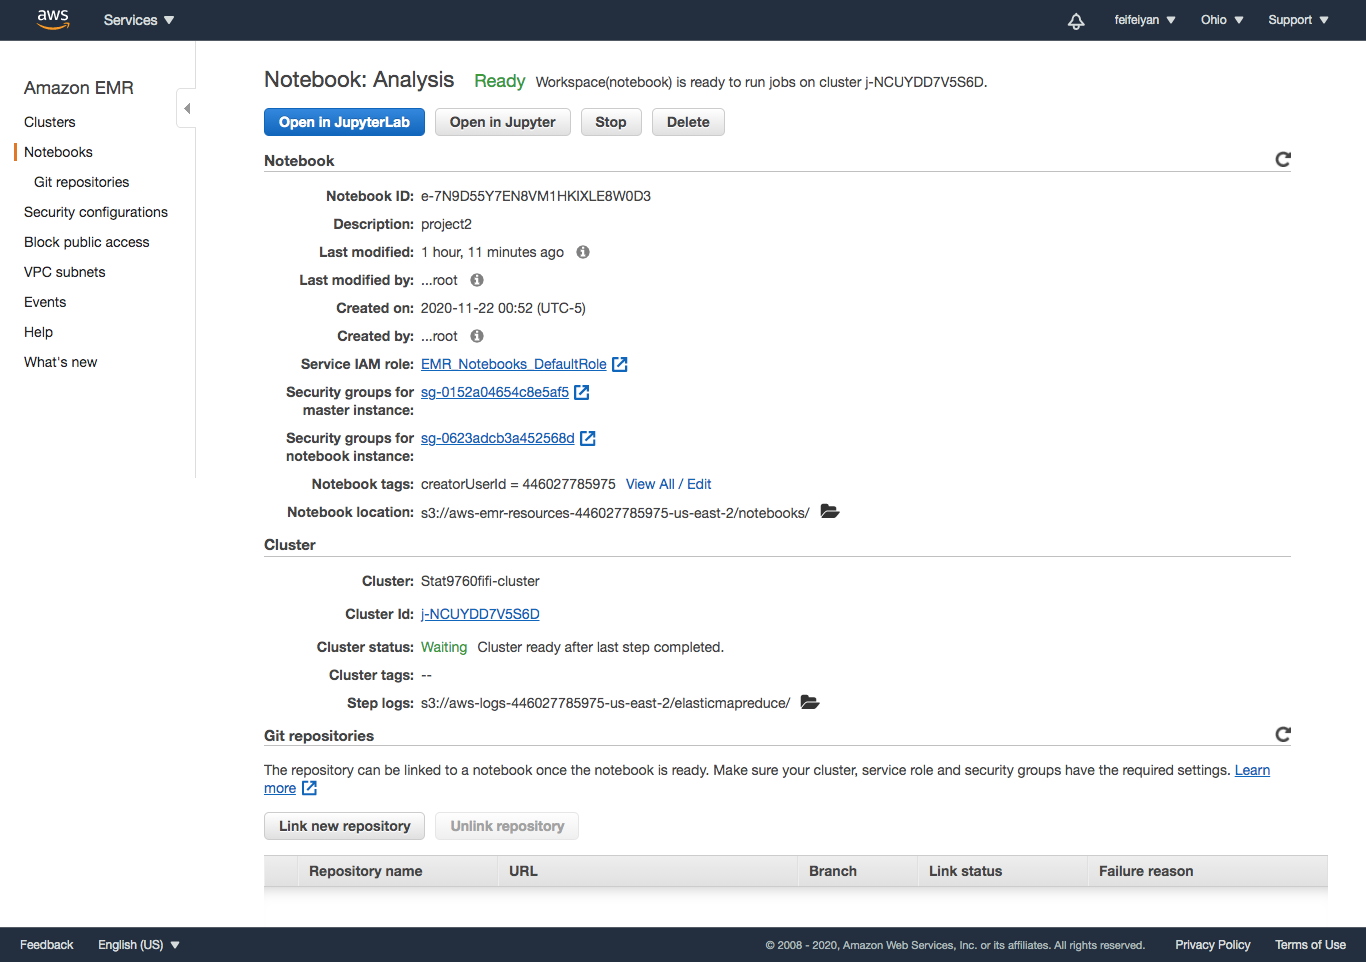 aws Services feifeiyan Ohio Support
Amazon EMR
Clusters
Notebooks
Git repositories
Security configurations
Block public access
VPC subnets
Events
Help
What's new
Notebook: Analysis Ready Workspace(notebook) is ready to run jobs on cluster j-NCUYDD7V5S6D.
Open in JupyterLab Open in Jupyter Stop Delete
Notebook
Notebook ID: e-7N9D55Y7EN8VM1HKIXLE8W0D3
Description: project2
Last modified: 1 hour, 11 minutes ago
Last modified by: ...root
Created on: 2020-11-22 00:52 (UTC-5)
Created by: ...root
Service IAM role: EMR_Notebooks_DefaultRole
Security groups for master instance: sg-0152a04654c8e5af5
Security groups for notebook instance: sg-0623adcb3a452568d
Notebook tags: creatorUserId = 446027785975 View All / Edit
Notebook location: s3://aws-emr-resources-446027785975-us-east-2/notebooks/
Cluster
Cluster: Stat9760fifi-cluster
Cluster Id: j-NCUYDD7V5S6D
Cluster status: Waiting Cluster ready after last step completed.
Cluster tags: --
Step logs: s3://aws-logs-446027785975-us-east-2/elasticmapreduce/
Git repositories
The repository can be linked to a notebook once the notebook is ready. Make sure your cluster, service role and security groups have the required settings. Learn
more
Link new repository Unlink repository
Repository name URL Branch Link status Failure reason
Feedback English (US) © 2008 - 2020, Amazon Web Services, Inc. or its affiliates. All rights reserved. Privacy Policy Terms of Use